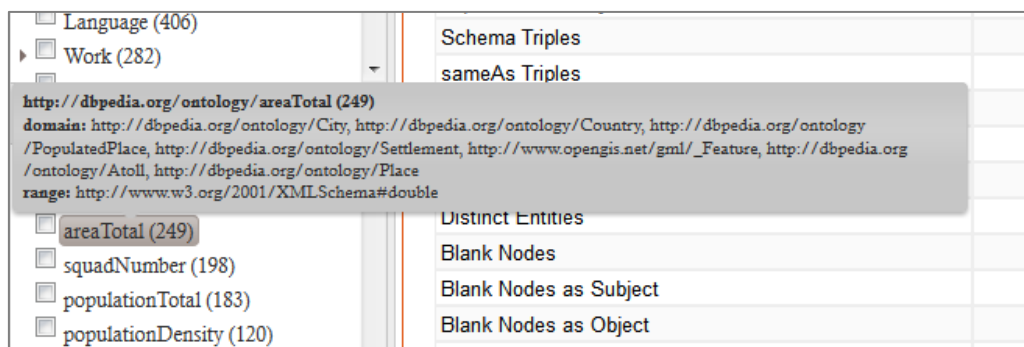 Language (406)
Work (282)
Schema Triples
sameAs Triples
http://dbpedia.org/ontology/areaTotal (249)
domain: http://dbpedia.org/ontology/City, http://dbpedia.org/ontology/Country, http://dbpedia.org/ontology
/PopulatedPlace, http://dbpedia.org/ontology/Settlement, http://www.opengis.net/gml/_Feature, http://dbpedia.org
/ontology/Atoll, http://dbpedia.org/ontology/Place
range: http://www.w3.org/2001/XMLSchema#double
areaTotal (249)
squadNumber (198)
populationTotal (183)
populationDensity (120)
Distinct Entities
Blank Nodes
Blank Nodes as Subject
Blank Nodes as Object